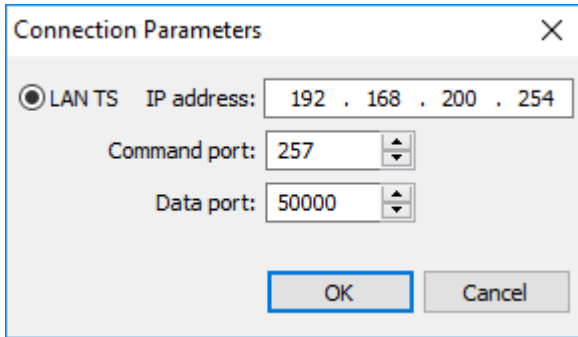 Connection Parameters
LAN TS IP address: 192 . 168 . 200 . 254
Command port: 257
Data port: 50000
OK Cancel